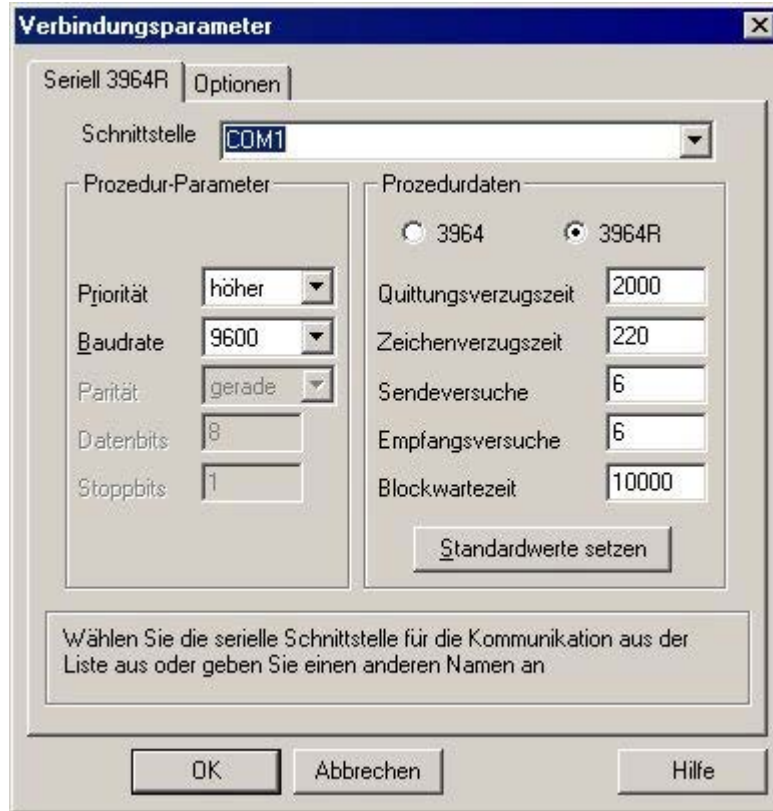 Verbindungsparameter
Seriell 3964R
Optionen
Schnittstelle COM1
Prozedur-Parameter
Priorität höher
Baudrate 9600
Parität gerade
Datenbits 8
Stoppbits 1
Prozedurdaten
3964 3964R
Quittungsverzugszeit 2000
Zeichenverzugszeit 220
Sendeversuche 6
Empfangsversuche 6
Blockwartezeit 10000
Standardwerte setzen
Wählen Sie die serielle Schnittstelle für die Kommunikation aus der
Liste aus oder geben Sie einen anderen Namen an
OK Abbrechen Hilfe